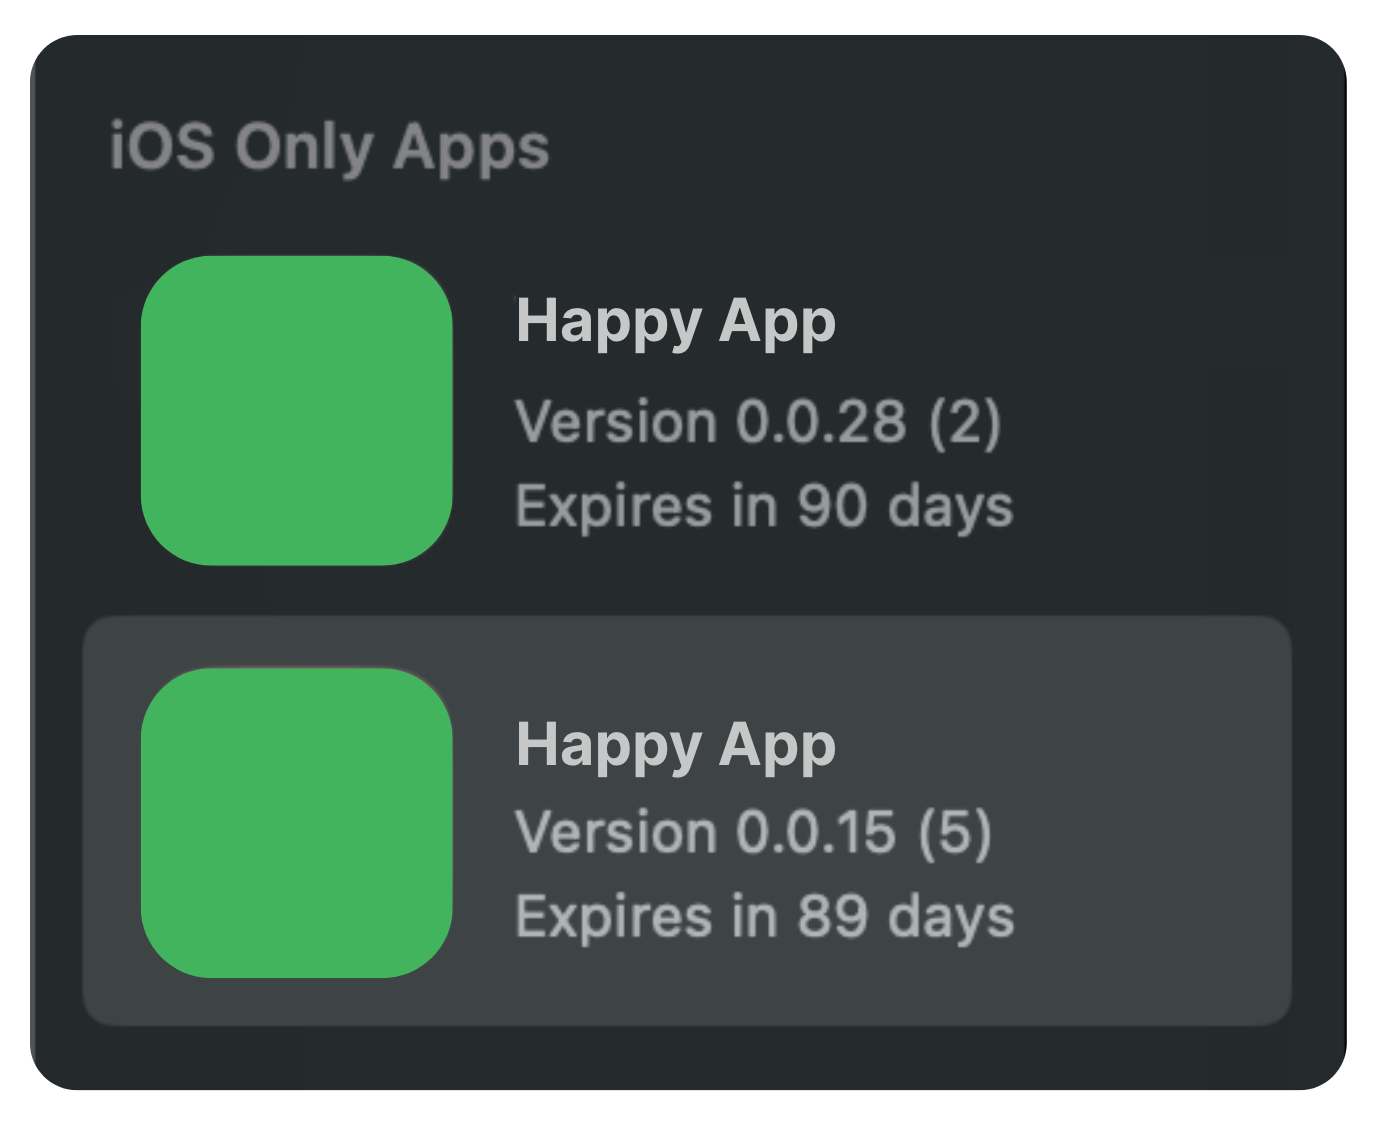 iOS Only Apps
Happy App
Version 0.0.28 (2)
Expires in 90 days
Happy App
Version 0.0.15 (5)
Expires in 89 days